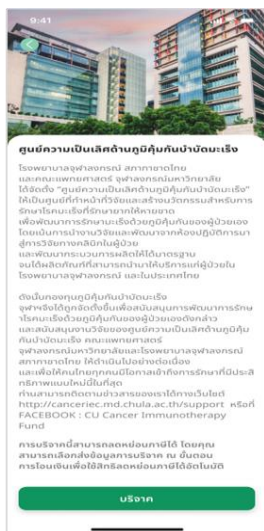 9:41
ศูนย์ความเป็นเลิศด้านภูมิคุ้มกันบำบัดมะเร็ง
โรงพยาบาลจุฬาลงกรณ์ สภากาชาดไทย
และคณะแพทยศาสตร์ จุฬาลงกรณ์มหาวิทยาลัย
ได้จัดตั้ง "ศูนย์ความเป็นเลิศด้านภูมิคุ้มกันบำบัดมะเร็ง"
ให้เป็นศูนย์ที่ทำหน้าที่วิจัยและสร้างนวัตกรรมสำหรับการ
รักษาโรคมะเร็งที่รักษายากให้หายขาด
เพื่อพัฒนาการรักษามะเร็งด้วยภูมิคุ้มกันของผู้ป่วยเอง
โดยเน้นการนำงานวิจัยและพัฒนาจากห้องปฏิบัติการมา
สู่การวิจัยทางคลินิกในผู้ป่วย
และพัฒนากระบวนการผลิตให้ได้มาตรฐาน
จนได้ผลิตภัณฑ์ที่สามารถนำมาให้บริการแก่ผู้ป่วยใน
โรงพยาบาลจุฬาลงกรณ์ และในประเทศไทย
ดังนั้นกองทุนภูมิคุ้มกันบำบัดมะเร็ง
จุฬาฯจึงได้ถูกจัดตั้งขึ้นเพื่อสนับสนุนการพัฒนาการรักษ
าโรคมะเร็งด้วยภูมิคุ้มกันของผู้ป่วยเองดังกล่าว
และสนับสนุนงานวิจัยของศูนย์ความเป็นเลิศด้านภูมิคุ้ม
กันบำบัดมะเร็ง คณะแพทยศาสตร์
จุฬาลงกรณ์มหาวิทยาลัยและโรงพยาบาลจุฬาลงกรณ์
สภากาชาดไทย ให้ดำเนินไปอย่างต่อเนื่อง
และเพื่อให้คนไทยทุกคนมีโอกาสเข้าถึงการรักษาที่มีประสิ
ทธิภาพแบบใหม่นี้ในที่สุด
ท่านสามารถติดตามข่าวสารของเราได้ทางเว็บไซต์
http://canceriec.md.chula.ac.th/support หรือที่
FACEBOOK : CU Cancer Immunotherapy
Fund
การบริจาคนี้สามารถลดหย่อนภาษีได้ โดยคุณ
สามารถเลือกส่งข้อมูลการบริจาค ณ ขั้นตอน
การโอนเงินเพื่อใช้สิทธิลดหย่อนภาษีได้อัตโนมัติ
บริจาค